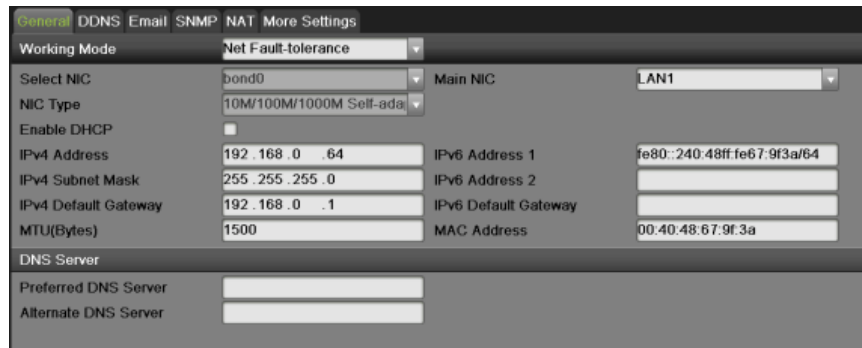 General DDNS Email SNMP NAT More Settings
Working Mode Net Fault-tolerance
Select NIC bond0 Main NIC LAN1
NIC Type 10M/100M/1000M Self-ada
Enable DHCP
IPv4 Address 192 .168 .0 .64 IPv6 Address 1 fe80::240:48ff:fe67:9f3a/64
IPv4 Subnet Mask 255 .255 .255 .0 IPv6 Address 2
IPv4 Default Gateway 192 .168 .0 .1 IPv6 Default Gateway
MTU(Bytes) 1500 MAC Address 00:40:48:67:9f:3a
DNS Server
Preferred DNS Server
Alternate DNS Server